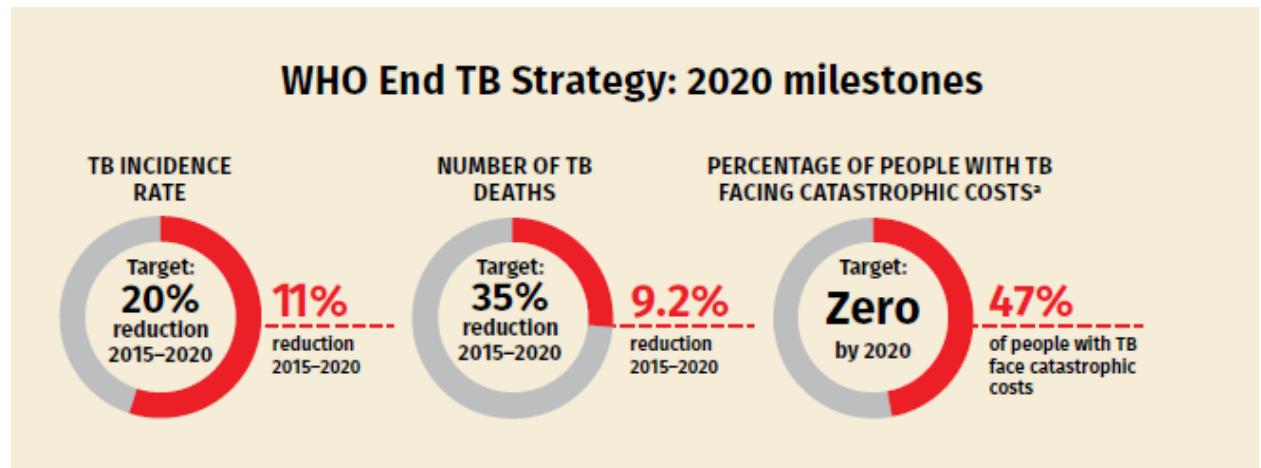 WHO End TB Strategy: 2020 milestones
TB INCIDENCE
RATE
Target:
20%
reduction
2015–2020
11%
reduction
2015–2020
NUMBER OF TB
DEATHS
Target:
35%
reduction
2015–2020
9.2%
reduction
2015–2020
PERCENTAGE OF PEOPLE WITH TB
FACING CATASTROPHIC COSTSᵃ
Target:
Zero
by 2020
47%
of people with TB
face catastrophic
costs